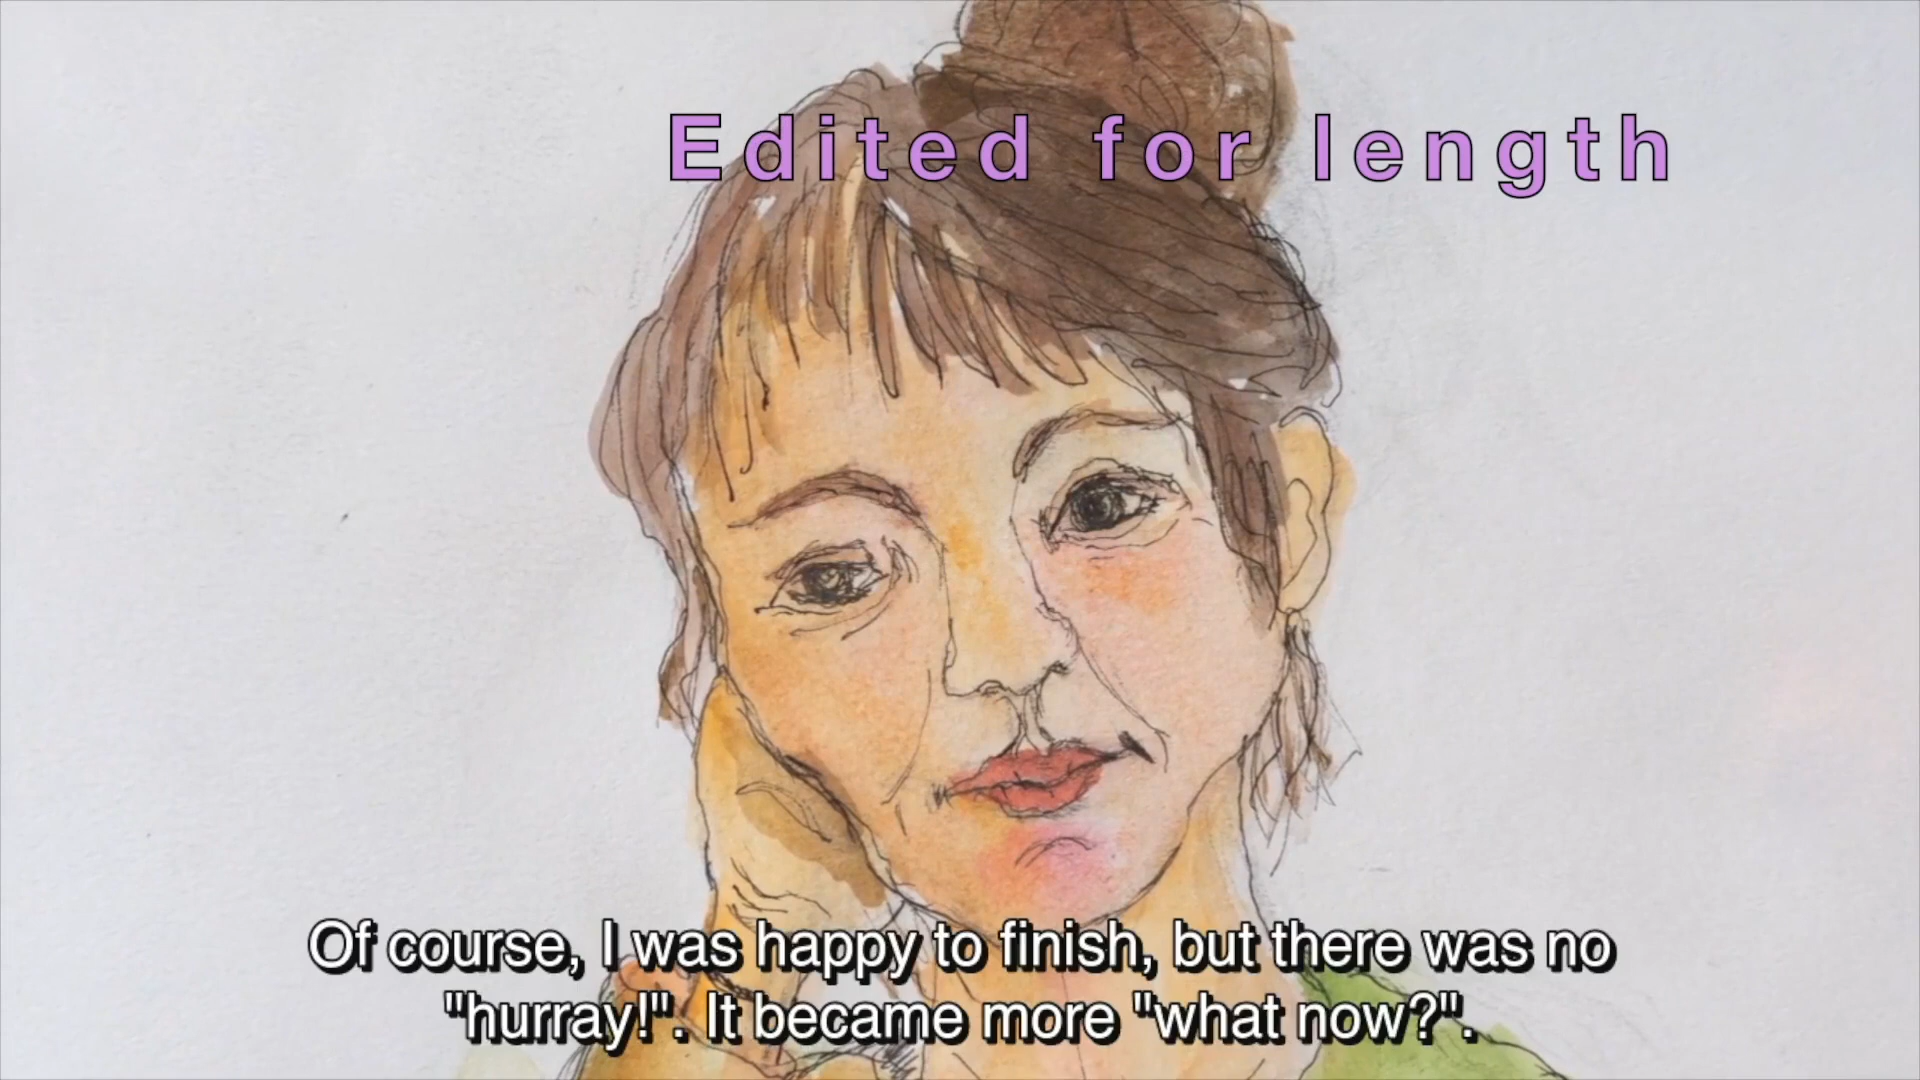 Edited for length
Of course, I was happy to finish, but there was no
"hurray!". It became more "what now?".